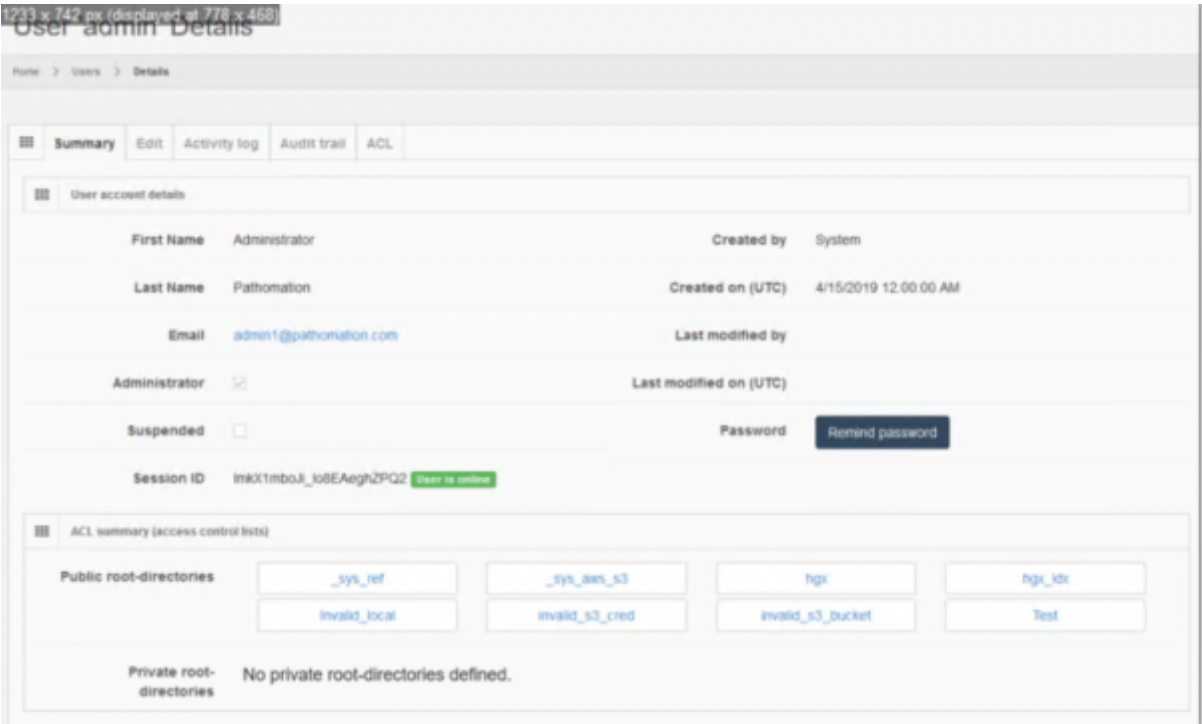 1233 x 742 px (displayed at 778 x 468)
User admin Details
Home > Users > Details
Summary Edit Activity log Audit trail ACL
User account details
First Name Administrator Created by System
Last Name Pathomation Created on (UTC) 4/15/2019 12:00:00 AM
Email admin1@pathomation.com Last modified by
Administrator Last modified on (UTC)
Suspended Password Remind password
Session ID User is online
ACL summary (access control lists)
Public root-directories _sys_ref _sys_aws_s3 hgx hgx_idx
invalid_local invalid_s3_cred invalid_s3_bucket Test
Private root-directories No private root-directories defined.